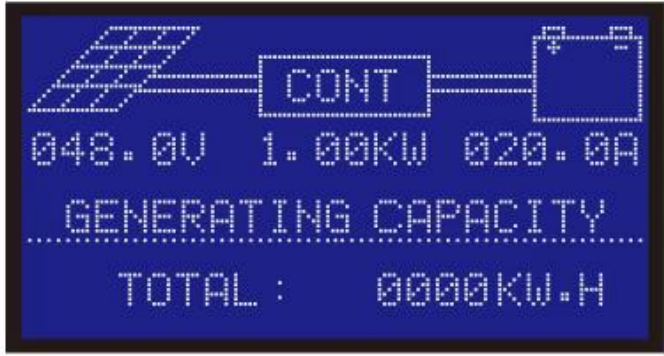 CONT
+ -
048.0V 1.00KW 020.0A
GENERATING CAPACITY
TOTAL: 0000KW.H